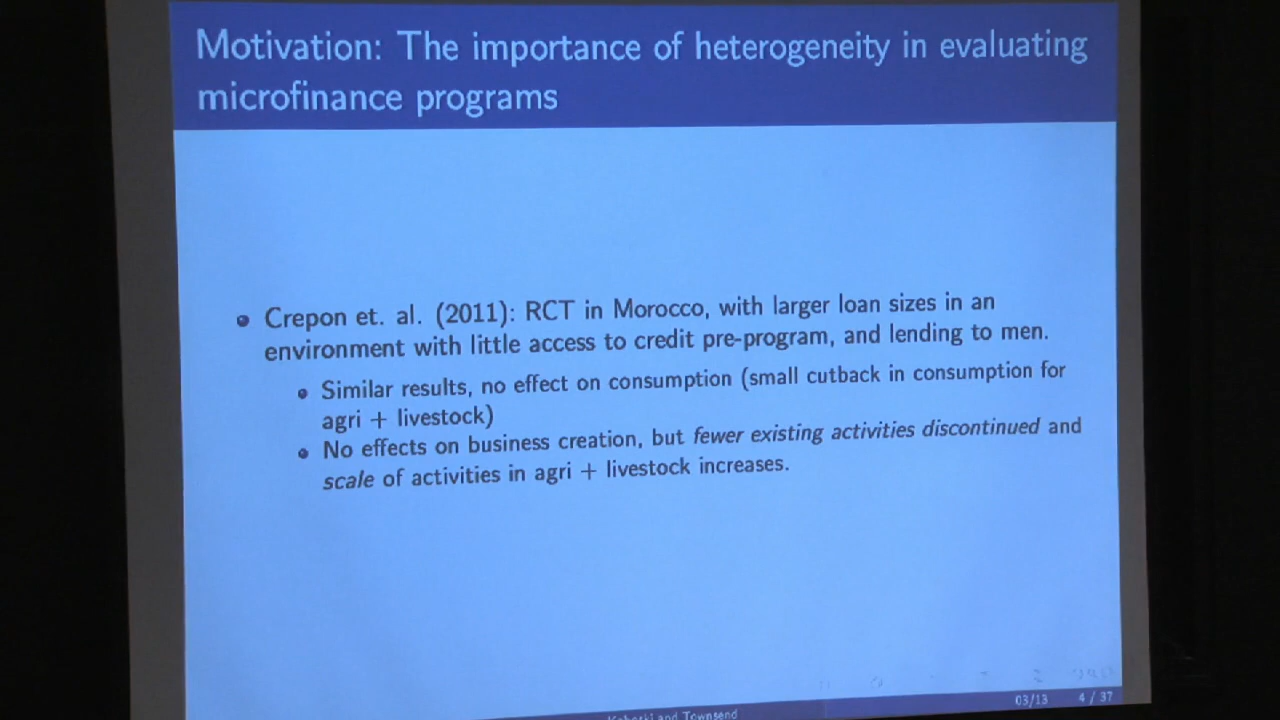 Motivation: The importance of heterogeneity in evaluating
microfinance programs
Crepon et. al. (2011): RCT in Morocco, with larger loan sizes in an
environment with little access to credit pre-program, and lending to men.
Similar results, no effect on consumption (small cutback in consumption for
agri + livestock)
No effects on business creation, but fewer existing activities discontinued and
scale of activities in agri + livestock increases.
and Townsend
03/13
4 / 37